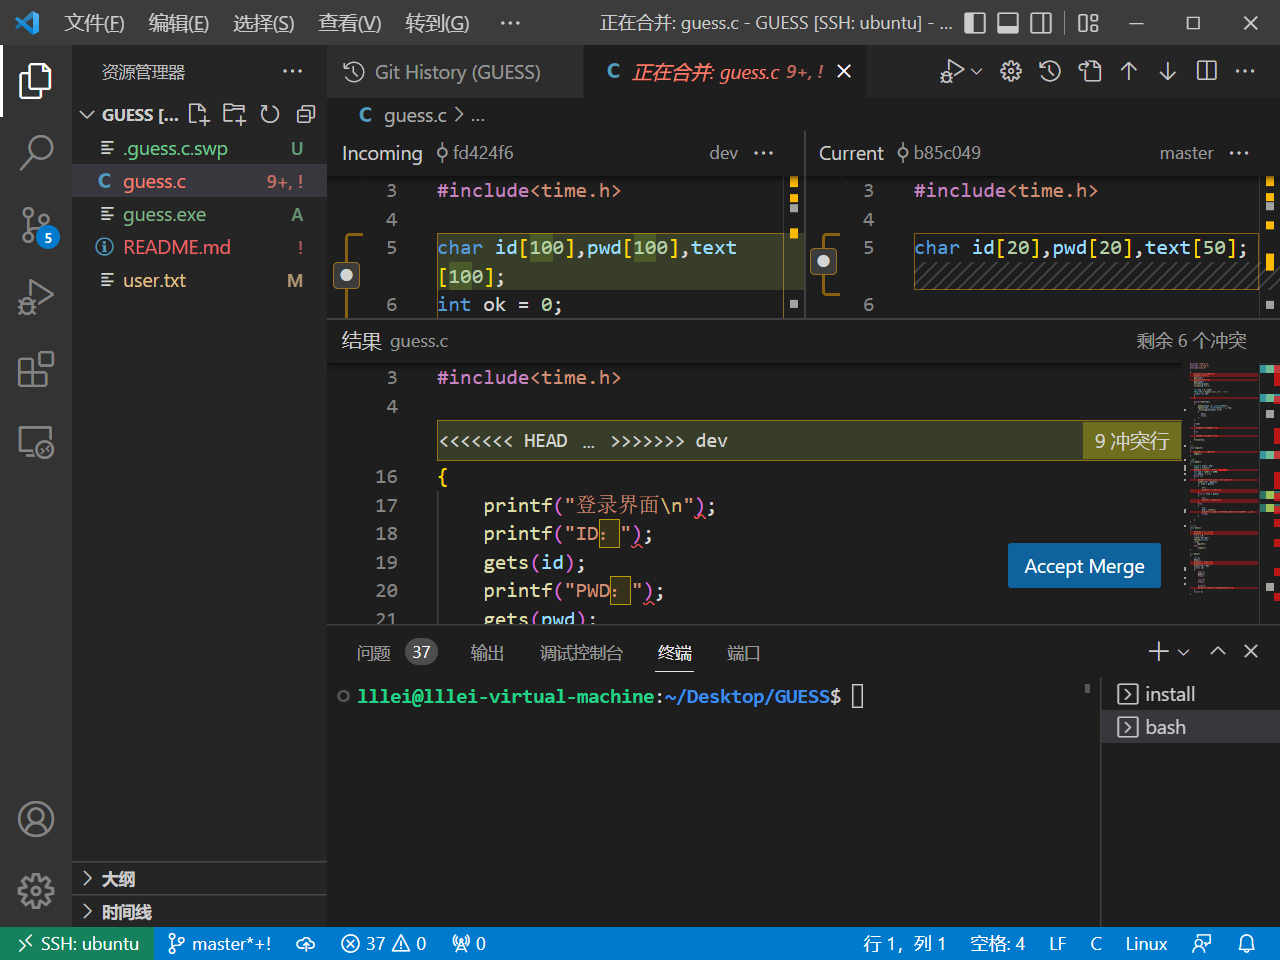 文件(F) 编辑(E) 选择(S) 查看(V) 转到(G) ··· 正在合并: guess.c - GUESS [SSH: ubuntu] - ...
资源管理器 ···
Git History (GUESS) C 正在合并: guess.c 9+, !
GUESS [...
.guess.c.swp U
C guess.c 9+, !
guess.exe A
README.md !
user.txt M
大纲
时间线
C guess.c > ...
Incoming fd424f6 dev ···
3 #include<time.h>
4
5 char id[100],pwd[100],text
[100];
6 int ok = 0;
Current b85c049 master ···
3 #include<time.h>
4
5 char id[20],pwd[20],text[50];
6
结果 guess.c 剩余 6 个冲突
3 #include<time.h>
4
<<<<<<< HEAD … >>>>>>> dev 9 冲突行
16 {
17 printf("登录界面\n");
18 printf("ID：");
19 gets(id);
20 printf("PWD：");
21 gets(pwd);
Accept Merge
问题 37 输出 调试控制台 终端 端口
lllei@lllei-virtual-machine:~/Desktop/GUESS$
install
bash
5
SSH: ubuntu master*+! 37 0 0 行 1，列 1 空格: 4 LF C Linux